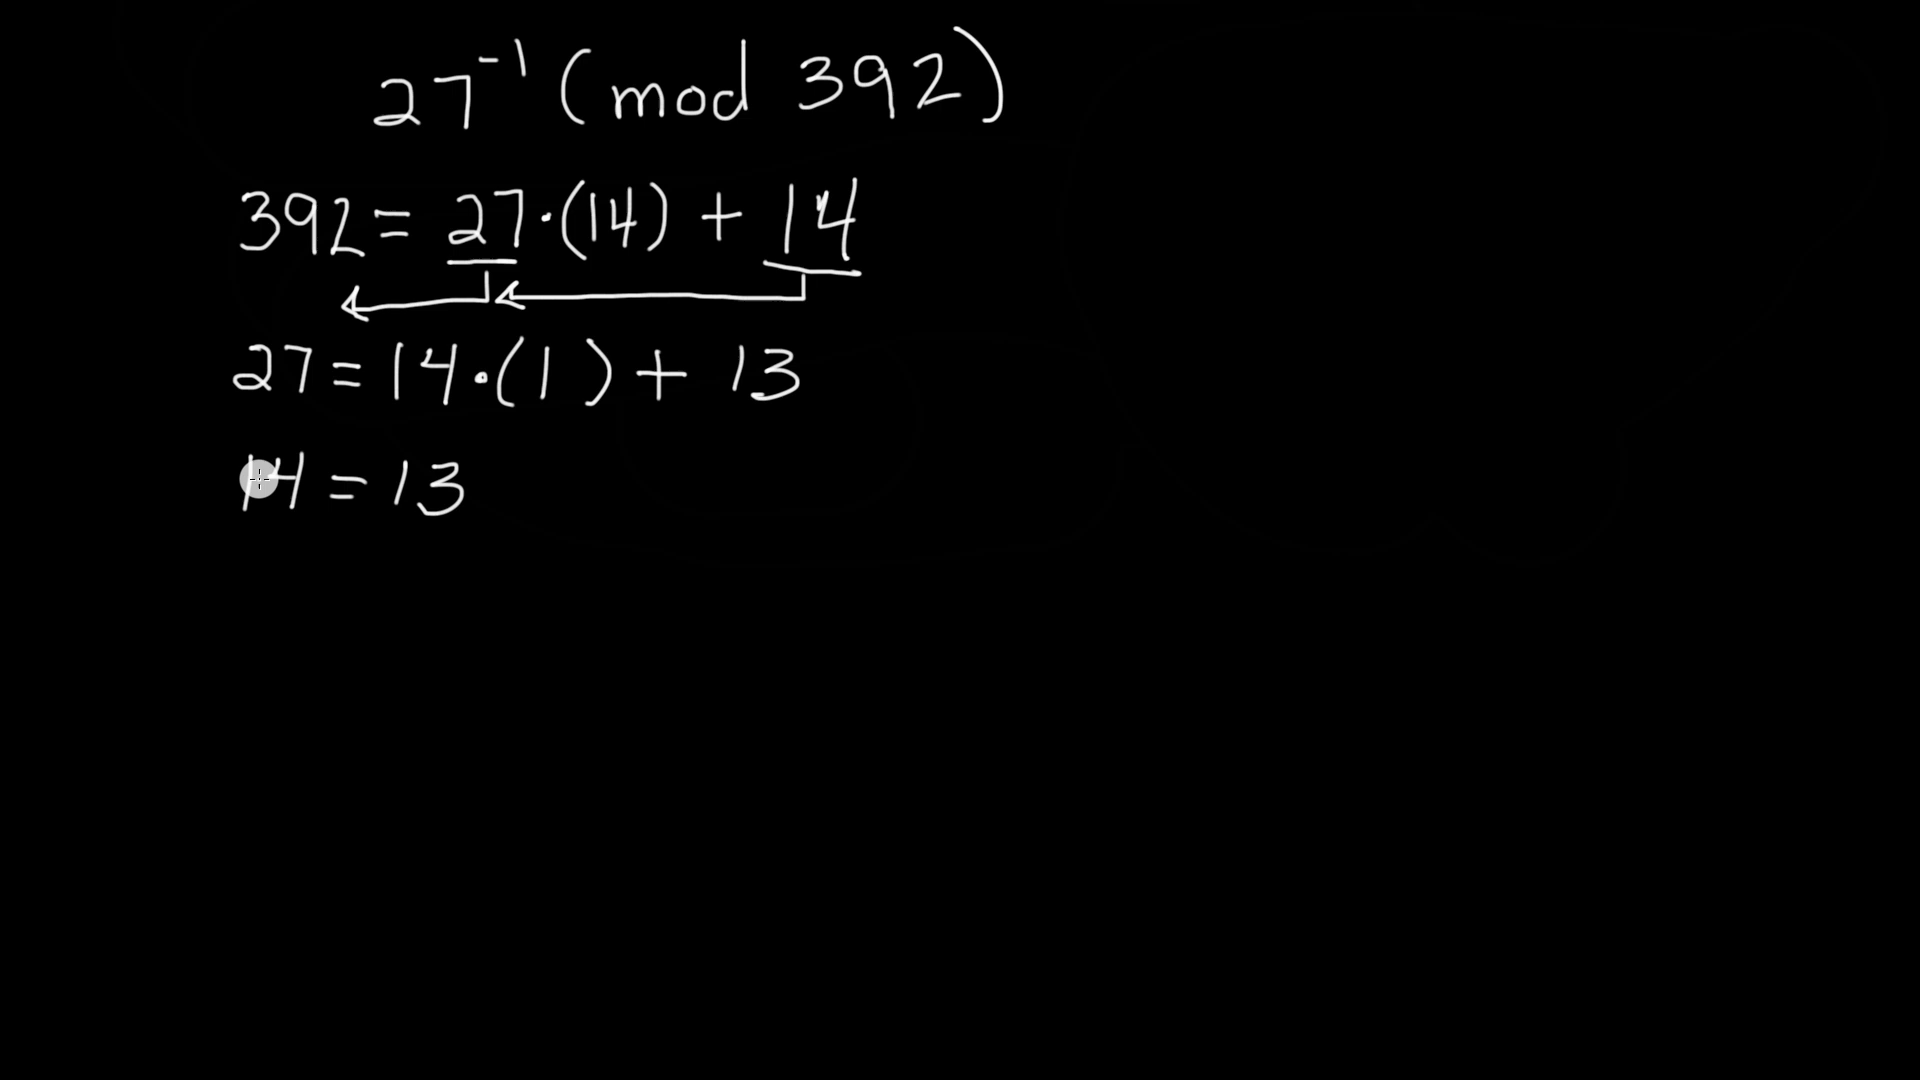 27⁻¹ (mod 392)
392 = 27·(14) + 14
27 = 14·(1) + 13
14 = 13